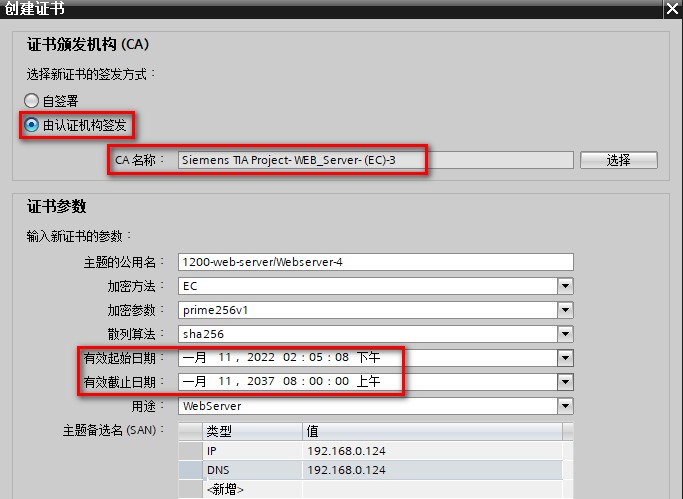 创建证书
证书颁发机构 (CA)
选择新证书的签发方式：
自签署
由认证机构签发
CA 名称： Siemens TIA Project- WEB_Server- (EC)-3 选择
证书参数
输入新证书的参数：
主题的公用名： 1200-web-server/Webserver-4
加密方法： EC
加密参数： prime256v1
散列算法： sha256
有效起始日期： 一月 11 , 2022 02 : 05 : 08 下午
有效截止日期： 一月 11 , 2037 08 : 00 : 00 上午
用途： WebServer
主题备选名 (SAN)： 类型 值
IP 192.168.0.124
DNS 192.168.0.124
<新增>